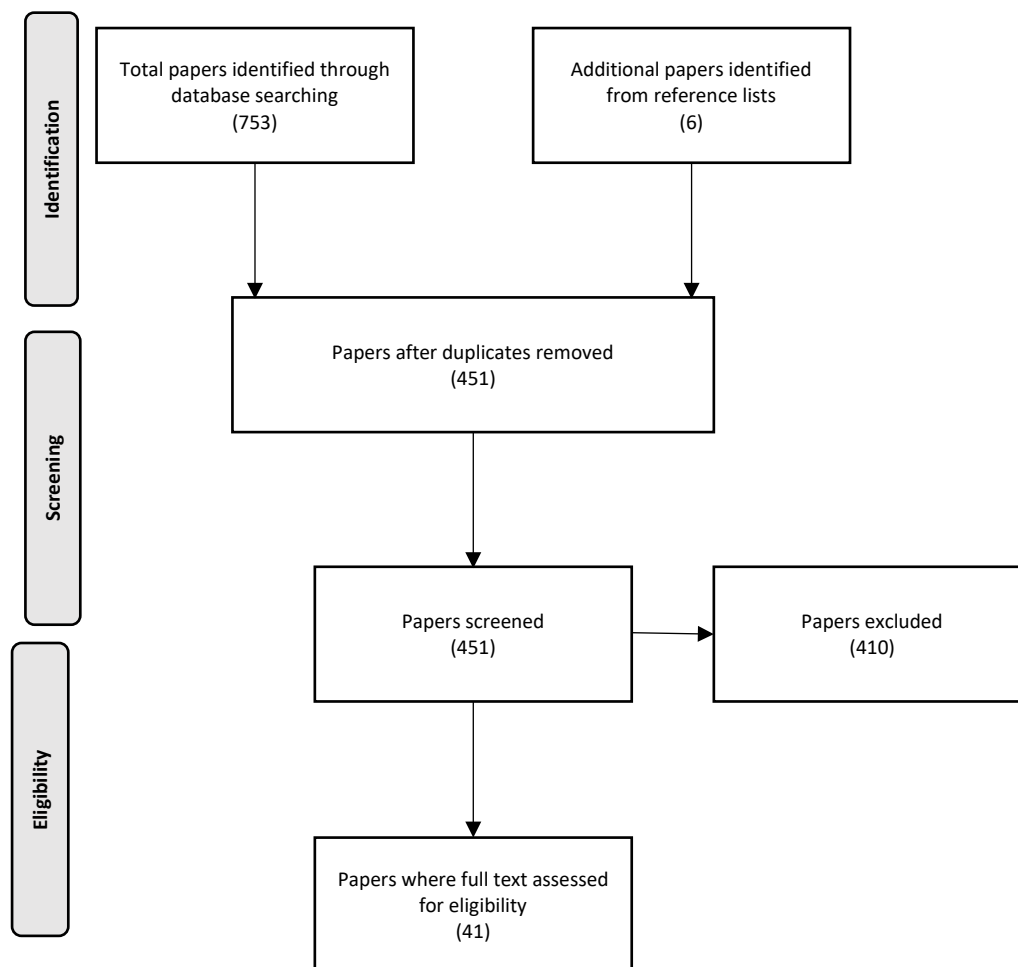 Identification
Total papers identified through
database searching
(753)
Additional papers identified
from reference lists
(6)
Papers after duplicates removed
(451)
Screening
Papers screened
(451)
Papers excluded
(410)
Eligibility
Papers where full text assessed
for eligibility
(41)